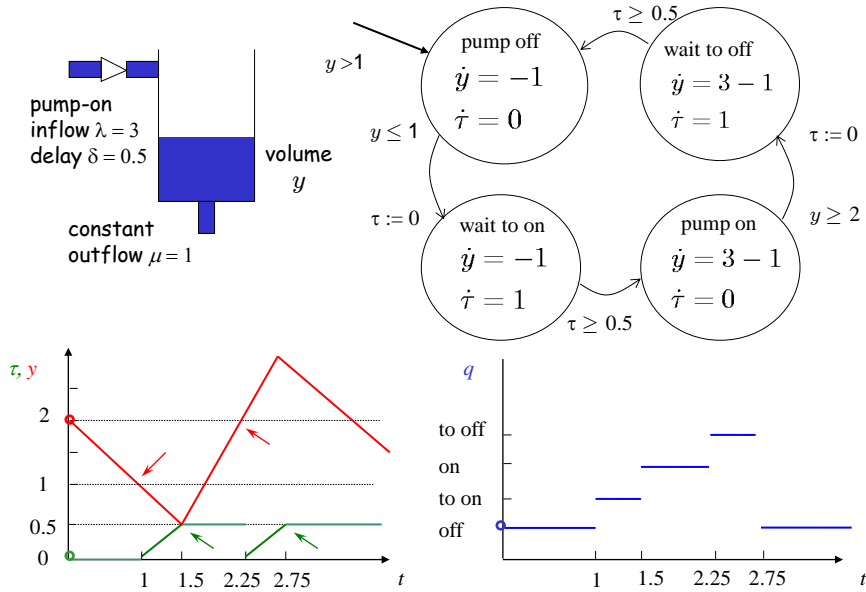 pump-on
inflow λ = 3
delay δ = 0.5
volume
y
constant
outflow μ = 1
y >1
pump off
ẏ = −1
τ̇ = 0
τ ≥ 0.5
wait to off
ẏ = 3 − 1
τ̇ = 1
y ≤ 1
τ := 0
τ := 0
y ≥ 2
wait to on
ẏ = −1
τ̇ = 1
τ ≥ 0.5
pump on
ẏ = 3 − 1
τ̇ = 0
τ, y
2
1
0.5
0
1 1.5 2.25 2.75 t
q
to off
on
to on
off
1 1.5 2.25 2.75 t